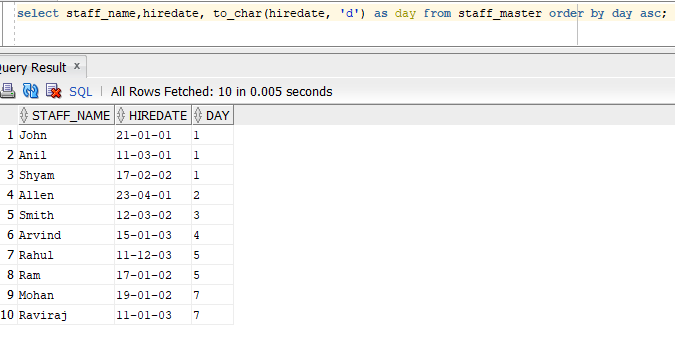 select staff_name,hiredate, to_char(hiredate, 'd') as day from staff_master order by day asc;
Query Result x
SQL | All Rows Fetched: 10 in 0.005 seconds
STAFF_NAME HIREDATE DAY
1 John 21-01-01 1
2 Anil 11-03-01 1
3 Shyam 17-02-02 1
4 Allen 23-04-01 2
5 Smith 12-03-02 3
6 Arvind 15-01-03 4
7 Rahul 11-12-03 5
8 Ram 17-01-02 5
9 Mohan 19-01-02 7
10 Raviraj 11-01-03 7